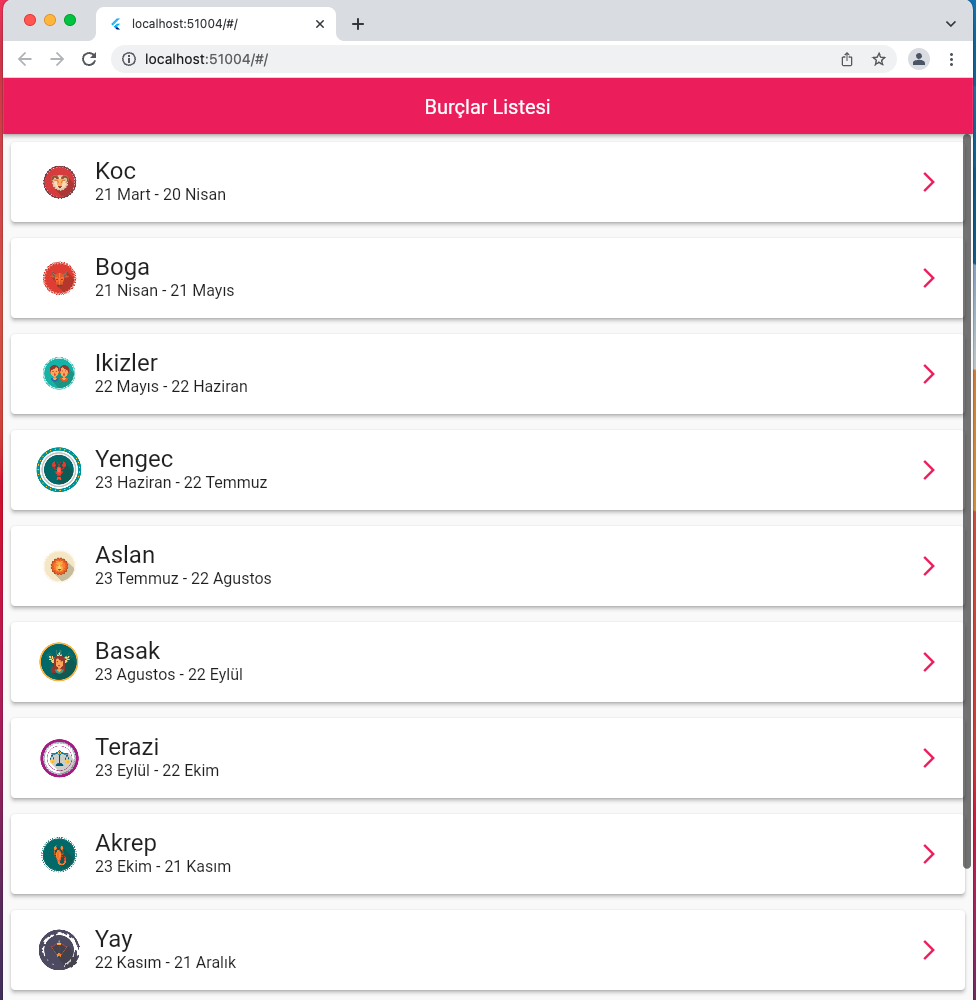 localhost:51004/#/
localhost:51004/#/
Burçlar Listesi
Koc
21 Mart - 20 Nisan
Boga
21 Nisan - 21 Mayıs
Ikizler
22 Mayıs - 22 Haziran
Yengec
23 Haziran - 22 Temmuz
Aslan
23 Temmuz - 22 Agustos
Basak
23 Agustos - 22 Eylül
Terazi
23 Eylül - 22 Ekim
Akrep
23 Ekim - 21 Kasım
Yay
22 Kasım - 21 Aralık